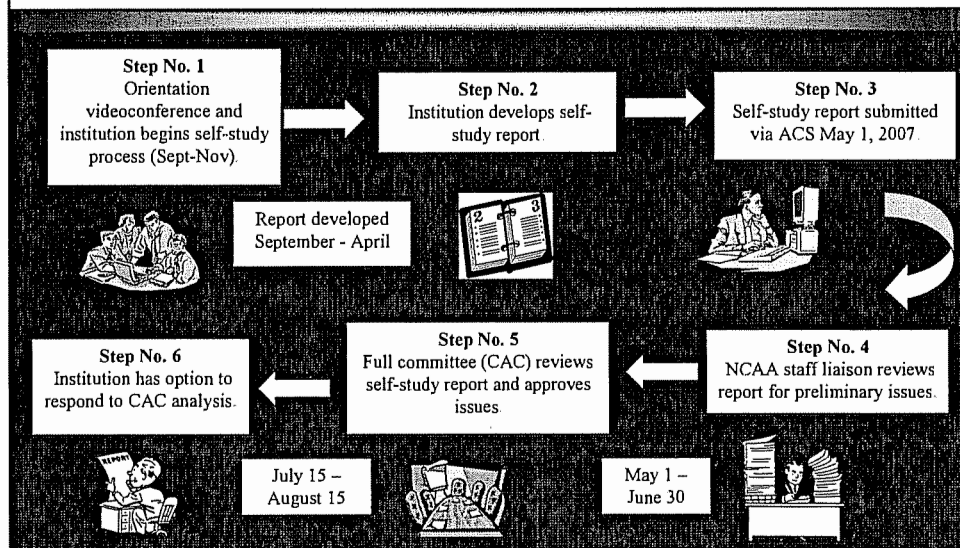 Step No. 1
Orientation
videoconference and
institution begins self-study
process (Sept-Nov).
Step No. 2
Institution develops self-
study report.
Step No. 3
Self-study report submitted
via ACS May 1, 2007.
Report developed
September - April
2
3
Step No. 6
Institution has option to
respond to CAC analysis.
Step No. 5
Full committee (CAC) reviews
self-study report and approves
issues.
Step No. 4
NCAA staff liaison reviews
report for preliminary issues.
REPORT
July 15 –
August 15
May 1 –
June 30